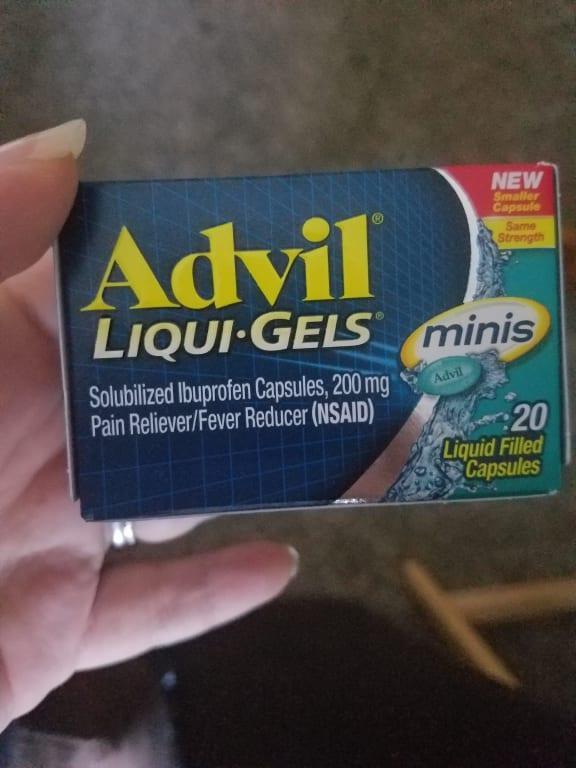 NEW
Smaller
Capsule
Same
Strength
Advil®
LIQUI·GELS®
minis
Advil
Solubilized Ibuprofen Capsules, 200 mg
Pain Reliever/Fever Reducer (NSAID)
20
Liquid Filled
Capsules